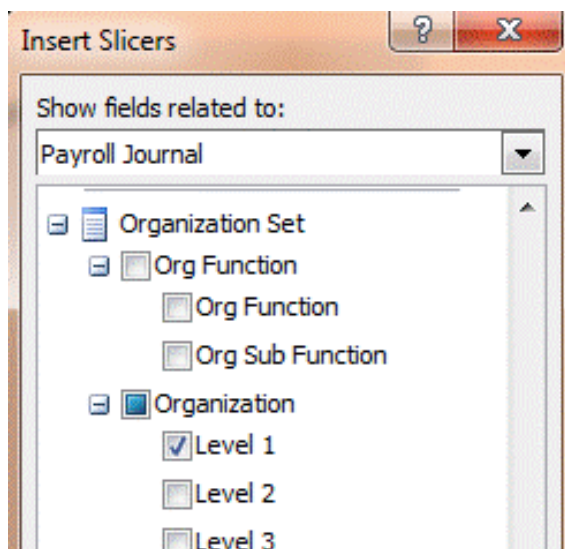 Insert Slicers
?
X
Show fields related to:
Payroll Journal
Organization Set
Org Function
Org Function
Org Sub Function
Organization
Level 1
Level 2
Level 3